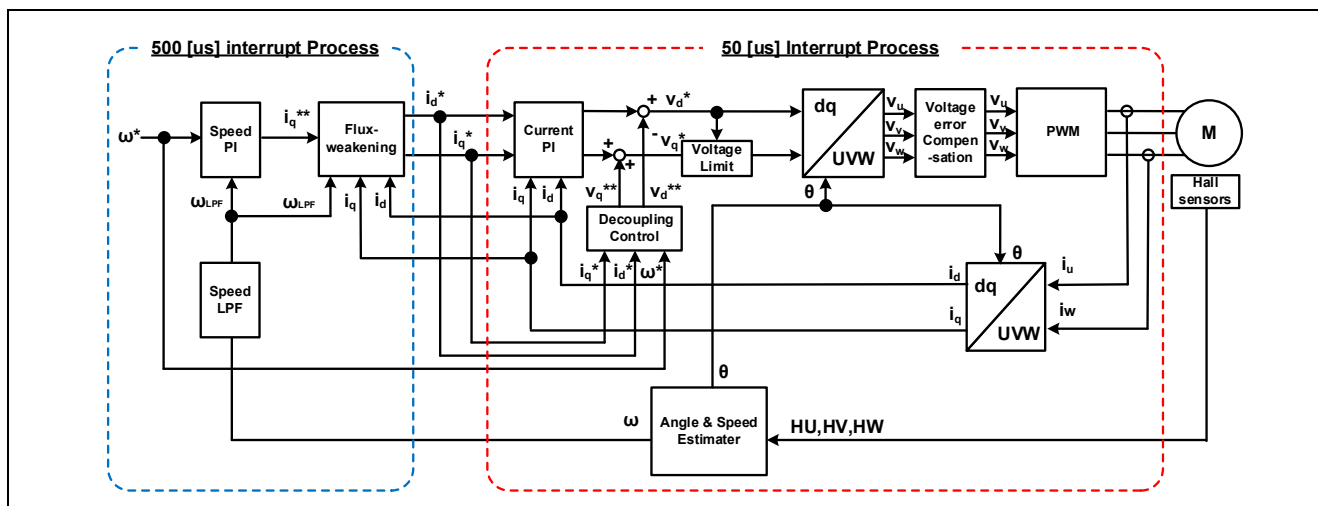 500 [us] interrupt Process
50 [us] Interrupt Process
ω*
Speed
PI
iq**
Flux-
weakening
id*
iq*
Current
PI
+
vd*
-
vq*
+
+
Voltage
Limit
dq
UVW
vu
vv
vw
Voltage
error
Compen
-sation
vu
vv
vw
PWM
M
Hall
sensors
ωLPF
ωLPF
iq
id
iq
id
vq**
vd**
Decoupling
Control
θ
θ
iq*
id*
ω*
Speed
LPF
id
iq
dq
UVW
iu
iw
θ
ω
Angle & Speed
Estimater
HU,HV,HW